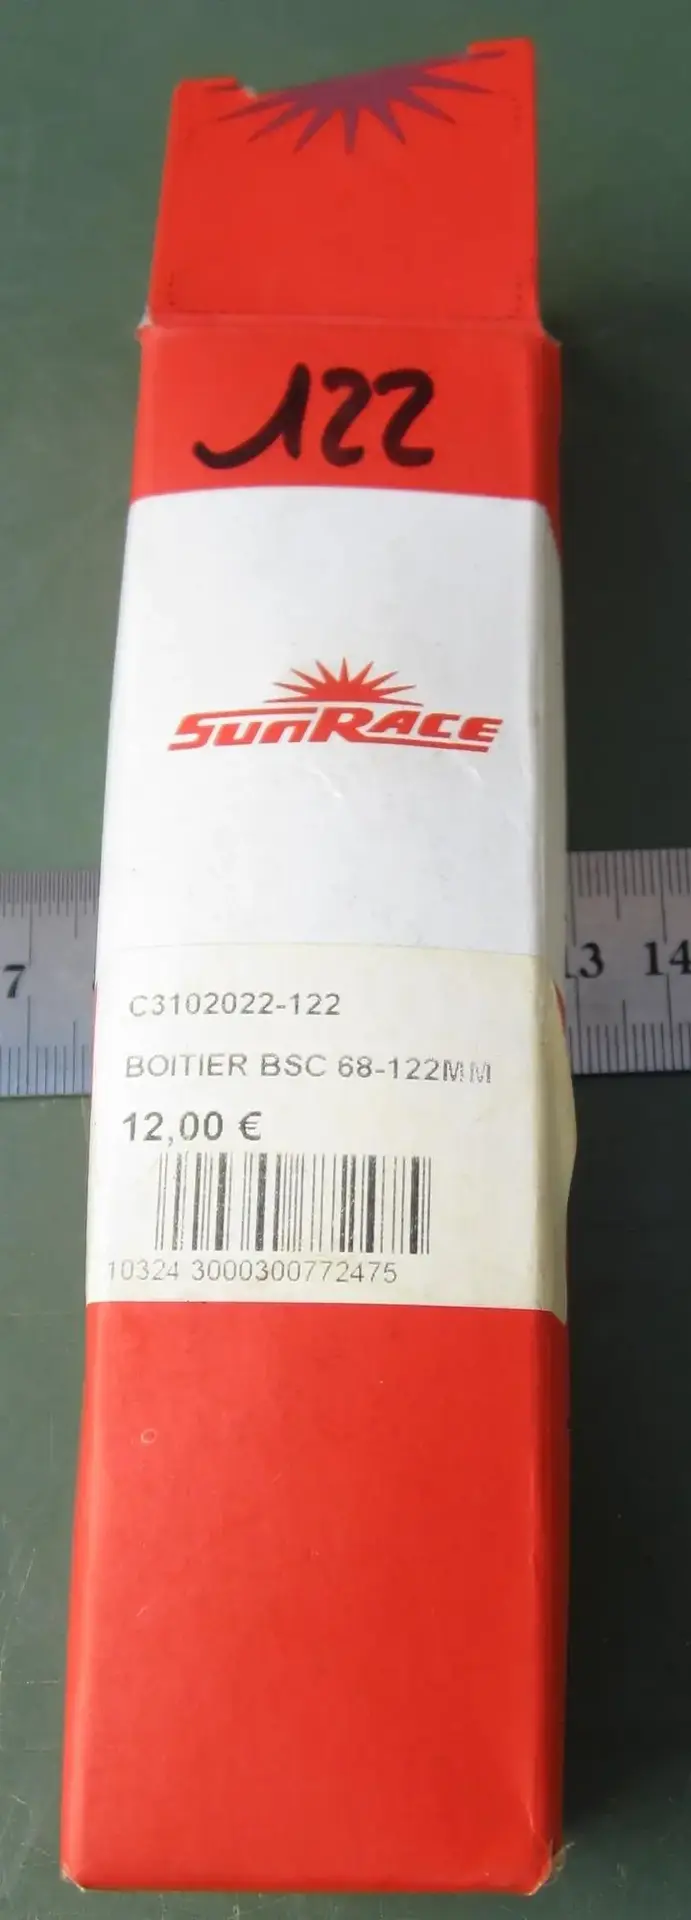 122
SUNRACE
7
13 14
C3102022-122
BOITIER BSC 68-122MM
12,00 €
10324 3000300772475